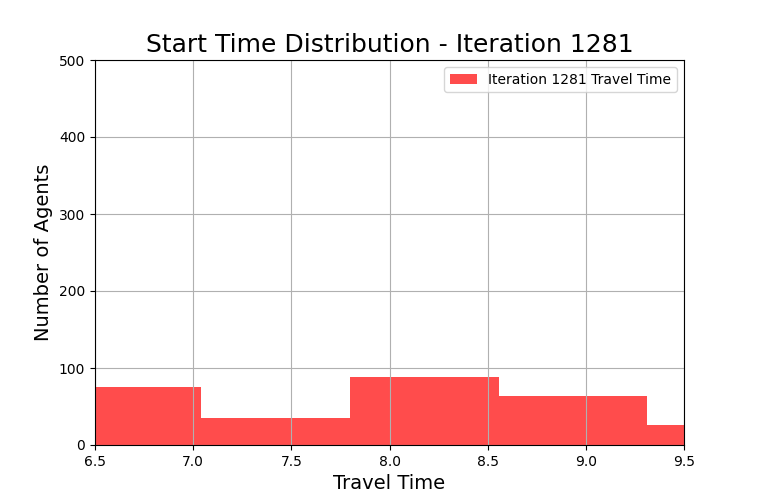 Start Time Distribution - Iteration 1281
Iteration 1281 Travel Time
Number of Agents
500
400
300
200
100
0
6.5 7.0 7.5 8.0 8.5 9.0 9.5
Travel Time